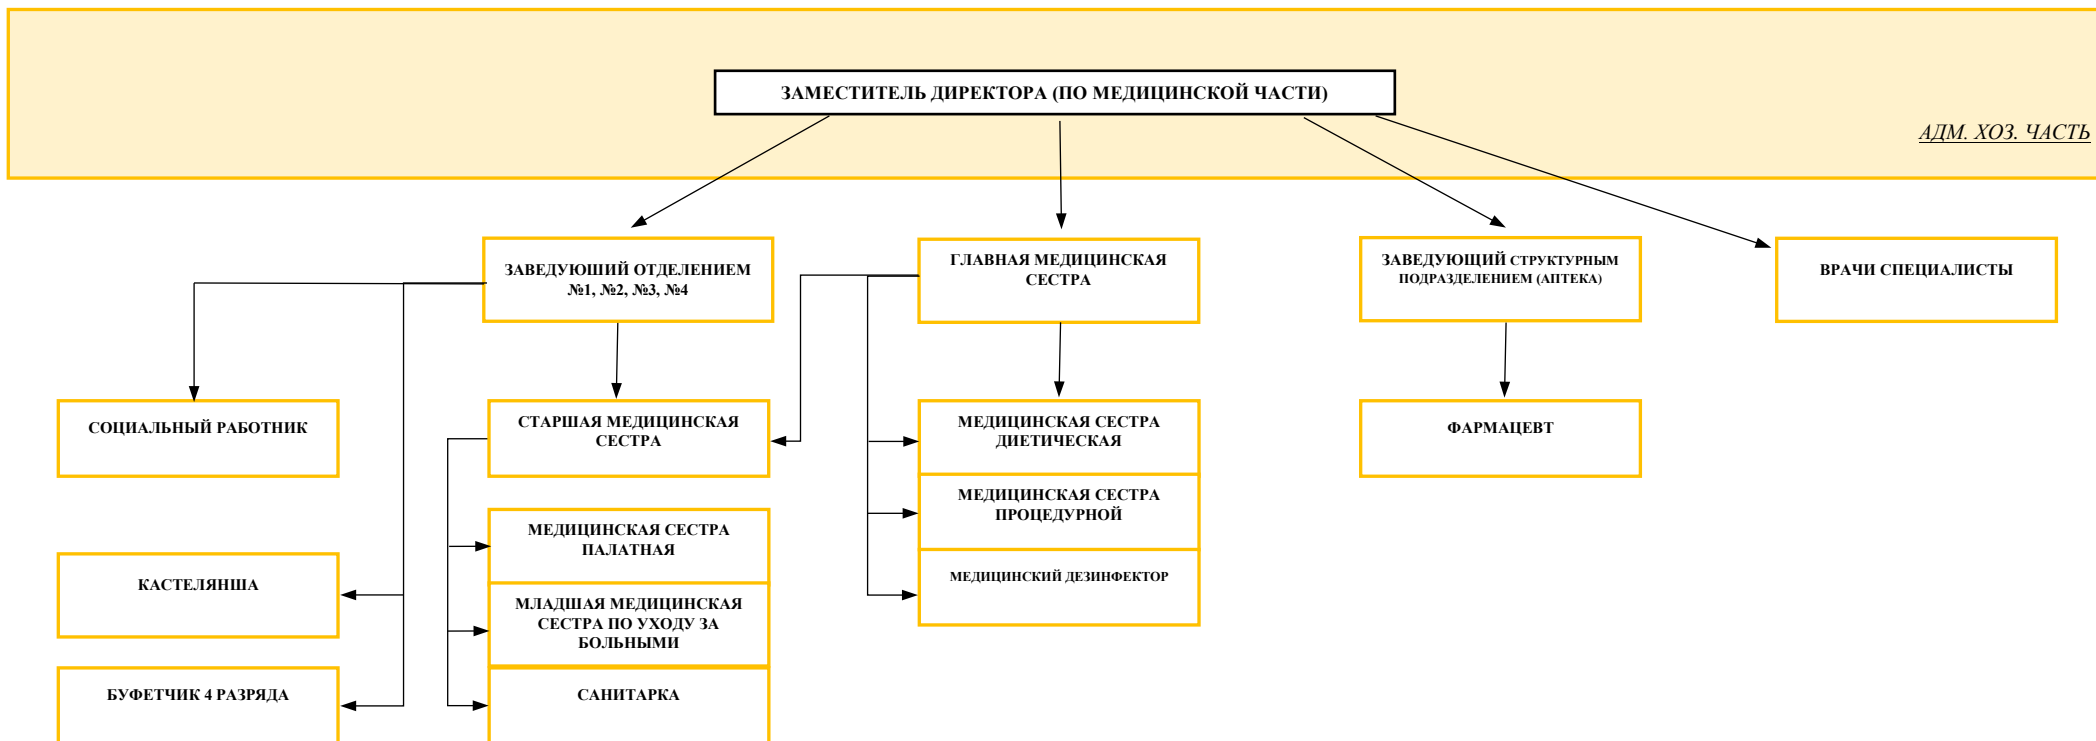 ЗАМЕСТИТЕЛЬ ДИРЕКТОРА (ПО МЕДИЦИНСКОЙ ЧАСТИ)
АДМ. ХОЗ. ЧАСТЬ
ЗАВЕДУЮШИЙ ОТДЕЛЕНИЕМ
№1, №2, №3, №4
ГЛАВНАЯ МЕДИЦИНСКАЯ
СЕСТРА
ЗАВЕДУЮЩИЙ СТРУКТУРНЫМ
ПОДРАЗДЕЛЕНИЕМ (АПТЕКА)
ВРАЧИ СПЕЦИАЛИСТЫ
СОЦИАЛЬНЫЙ РАБОТНИК
СТАРШАЯ МЕДИЦИНСКАЯ
СЕСТРА
МЕДИЦИНСКАЯ СЕСТРА
ДИЕТИЧЕСКАЯ
ФАРМАЦЕВТ
МЕДИЦИНСКАЯ СЕСТРА
ПРОЦЕДУРНОЙ
МЕДИЦИНСКАЯ СЕСТРА
ПАЛАТНАЯ
КАСТЕЛЯНША
МЕДИЦИНСКИЙ ДЕЗИНФЕКТОР
МЛАДШАЯ МЕДИЦИНСКАЯ
СЕСТРА ПО УХОДУ ЗА
БОЛЬНЫМИ
БУФЕТЧИК 4 РАЗРЯДА
САНИТАРКА